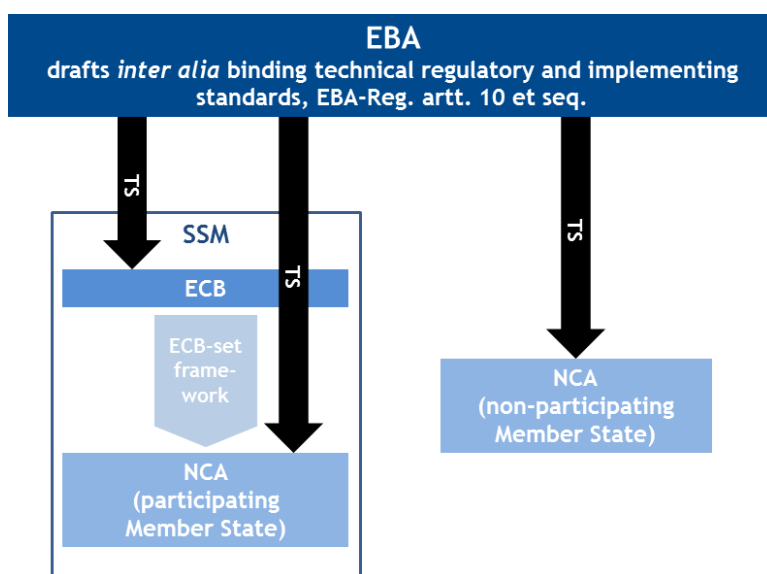 EBA
drafts inter alia binding technical regulatory and implementing
standards, EBA-Reg. artt. 10 et seq.
TS
TS
TS
SSM
ECB
ECB-set
frame-
work
NCA
(participating
Member State)
NCA
(non-participating
Member State)